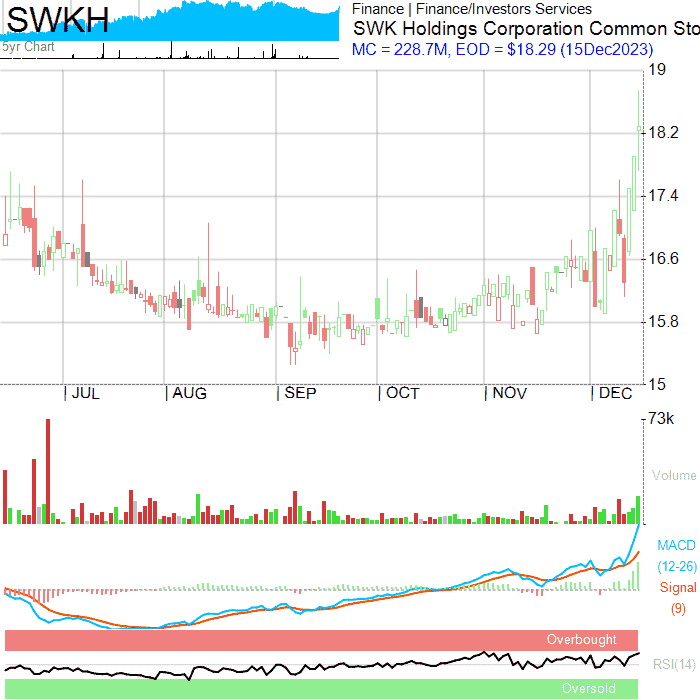 SWKH
5yr Chart
Finance | Finance/Investors Services
SWK Holdings Corporation Common Sto
MC = 228.7M, EOD = $18.29 (15Dec2023)
19
18.2
17.4
16.6
15.8
15
| JUL | AUG | SEP | OCT | NOV | DEC
73k
Volume
MACD
(12-26)
Signal
(9)
Overbought
RSI(14)
Oversold